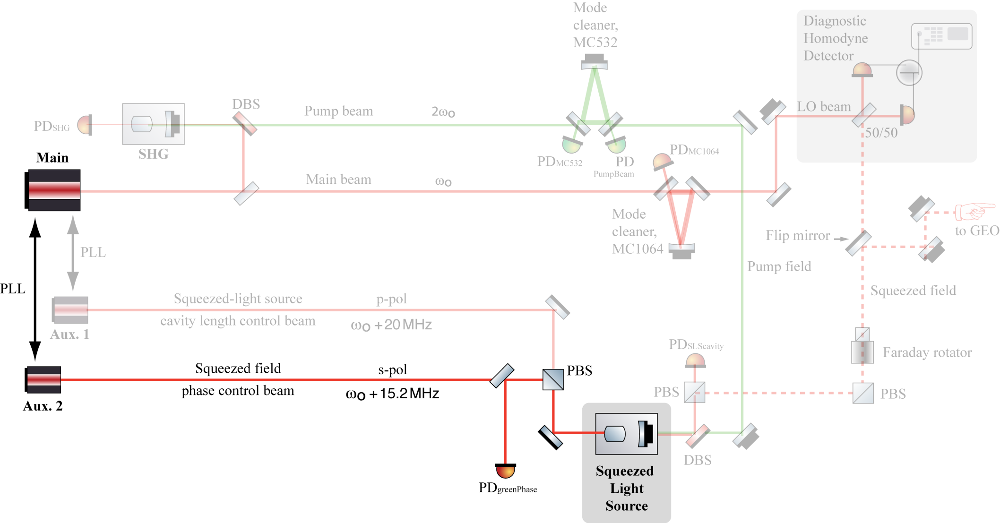 Mode
cleaner,
MC532
Diagnostic
Homodyne
Detector
DBS
Pump beam 2ωo
LO beam
PDSHG
50/50
SHG
Main
PDMC532
PD
PumpBeam
PDMC1064
Main beam ωo
Mode
cleaner,
MC1064
to GEO
Flip mirror
PLL
Pump field
PLL
Squeezed field
Squeezed-light source p-pol
cavity length control beam ωo +20 MHz
Aux. 1
PDSLScavity
Faraday rotator
Squeezed field s-pol
PBS
phase control beam ωo +15.2 MHz
PBS
PBS
Aux. 2
DBS
Squeezed
Light
Source
PDgreenPhase